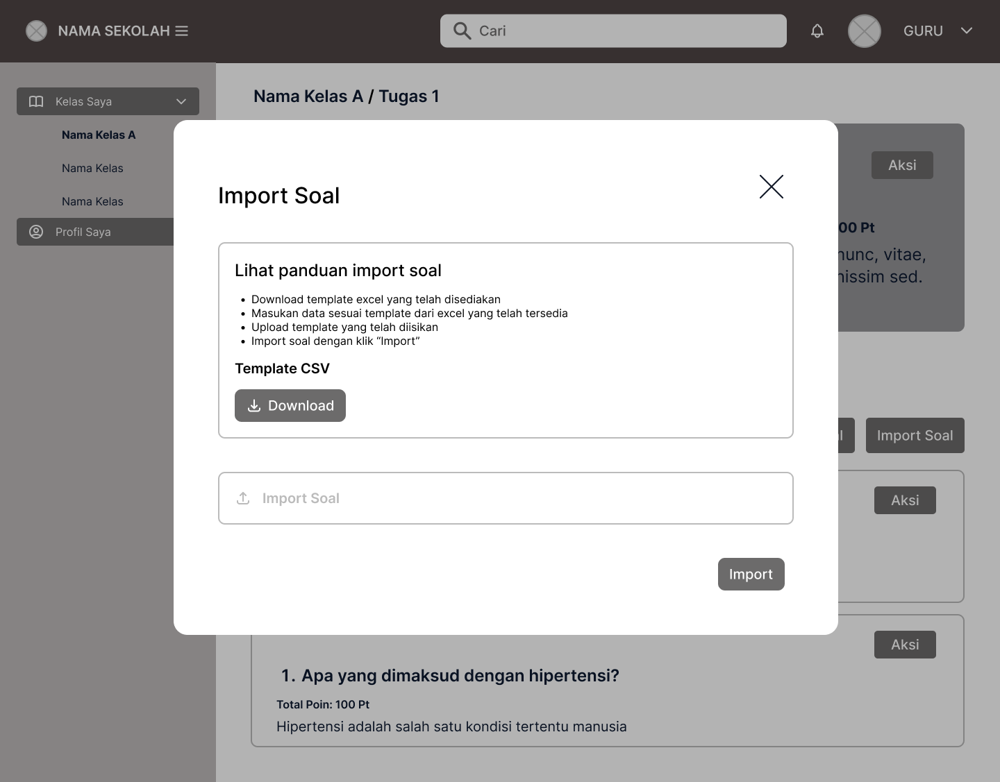 NAMA SEKOLAH
Cari
GURU
Kelas Saya
Nama Kelas A
Nama Kelas
Nama Kelas
Profil Saya
Nama Kelas A / Tugas 1
Aksi
00 Pt
nunc, vitae,
nissim sed.
Import Soal
Lihat panduan import soal
• Download template excel yang telah disediakan
• Masukan data sesuai template dari excel yang telah tersedia
• Upload template yang telah diisikan
• Import soal dengan klik “Import”
Template CSV
Download
Import Soal
Import
Import Soal
Aksi
Aksi
1. Apa yang dimaksud dengan hipertensi?
Total Poin: 100 Pt
Hipertensi adalah salah satu kondisi tertentu manusia